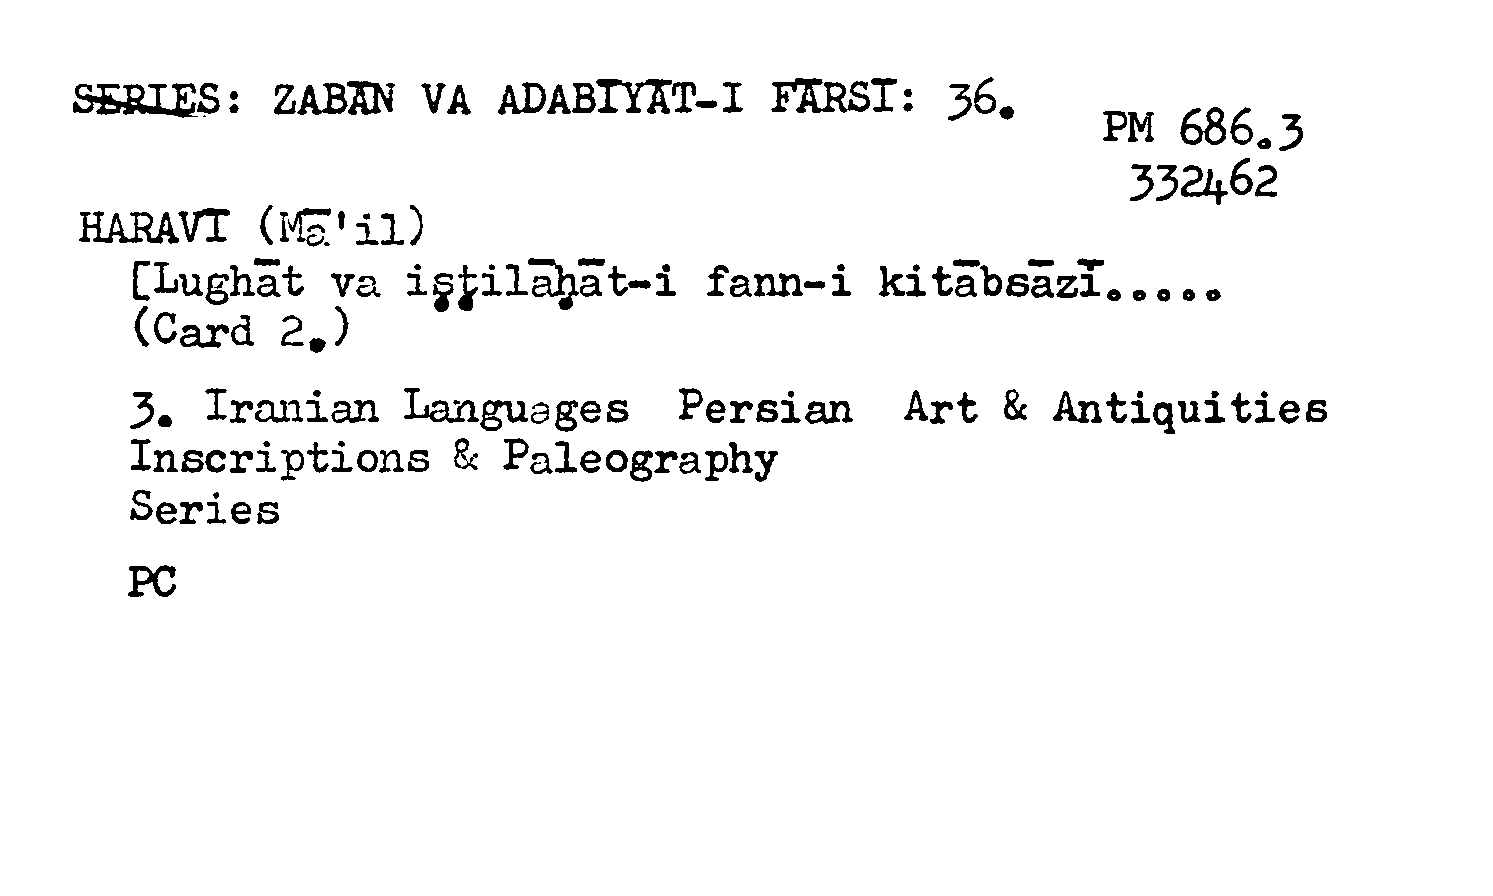 SERIES: ZABĀN VA ADABĪYĀT-I FĀRSĪ: 36.
PM 686.3
332462
HARAVĪ (Mā'il)
[Lughāt va iṣṭilāḥāt-i fann-i kitābsāzī.....
(Card 2.)
3. Iranian Languages Persian Art & Antiquities
Inscriptions & Paleography
Series
PC